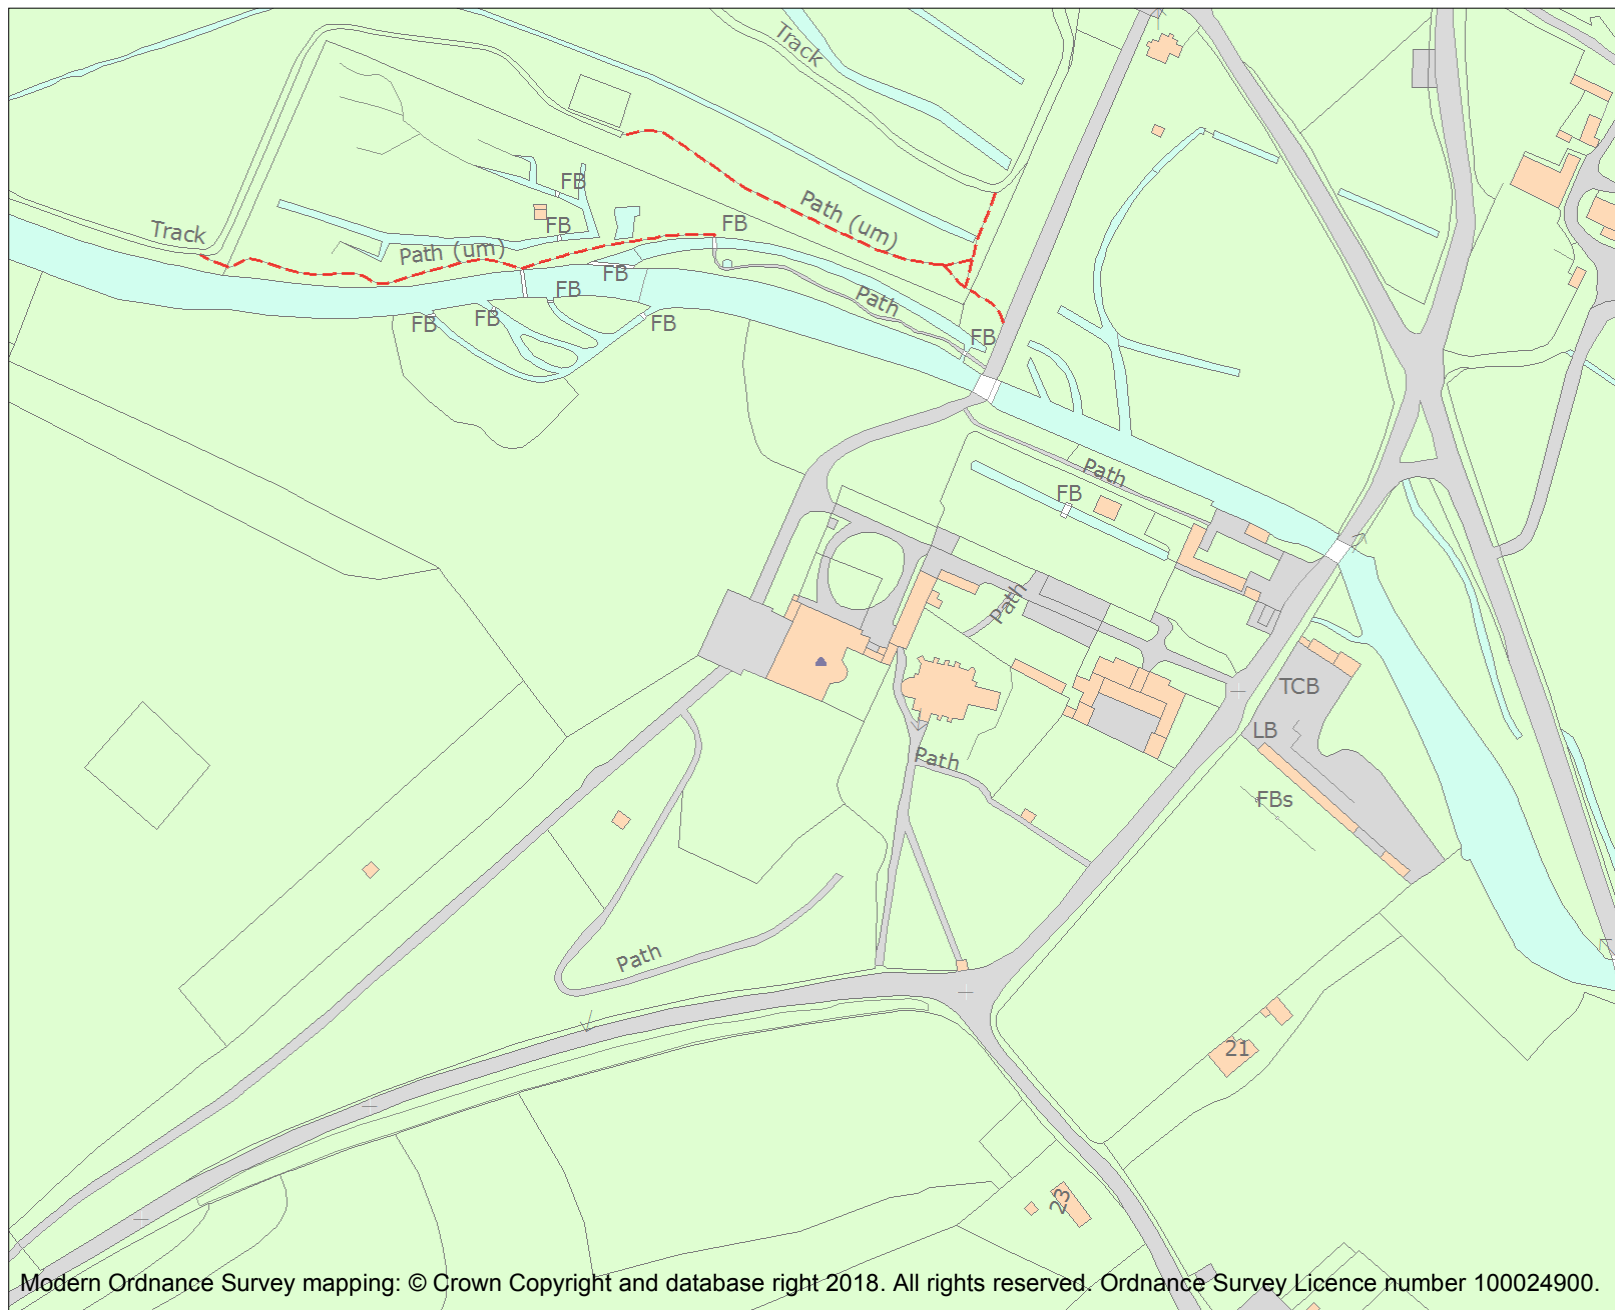 Track
FB
Path (um)
Track
FB
FB
Path (um)
FB
FB
Path
FB
FB
FB
FB
Path
FB
Path
TCB
LB
Path
FBs
Path
21
23
Modern Ordnance Survey mapping: © Crown Copyright and database right 2018. All rights reserved. Ordnance Survey Licence number 100024900.
FB